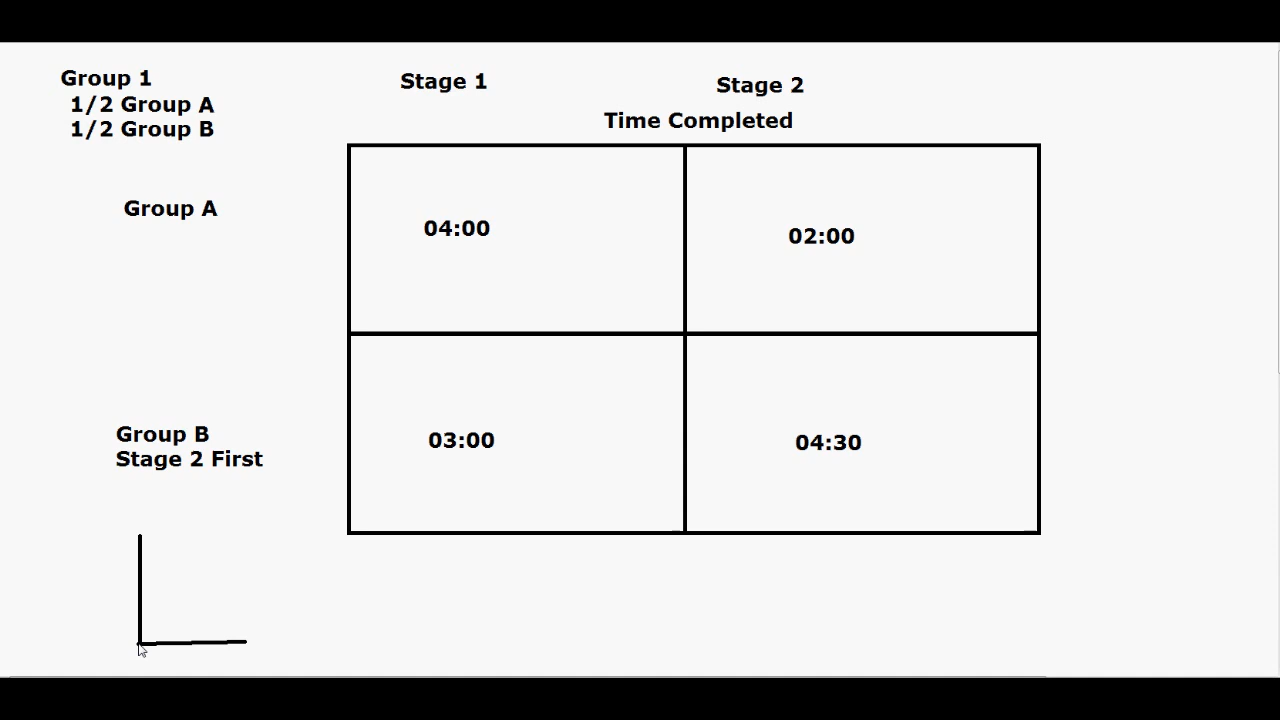 Group 1
1/2 Group A
1/2 Group B
Stage 1
Stage 2
Time Completed
Group A
04:00
02:00
Group B
Stage 2 First
03:00
04:30